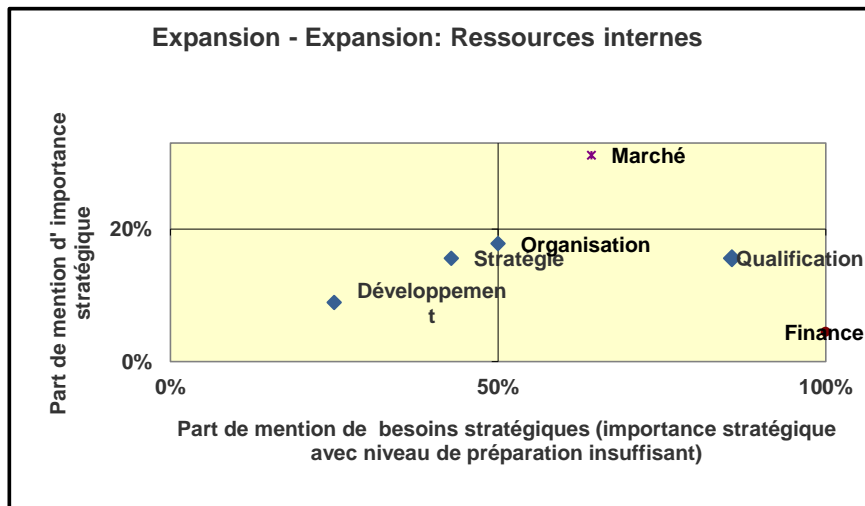 Expansion - Expansion: Ressources internes
Part de mention d' importance
stratégique
20%
0%
Marché
Organisation
Stratégie
Qualification
Développemen
t
Finance
0%
50%
100%
Part de mention de  besoins stratégiques (importance stratégique
avec niveau de préparation insuffisant)